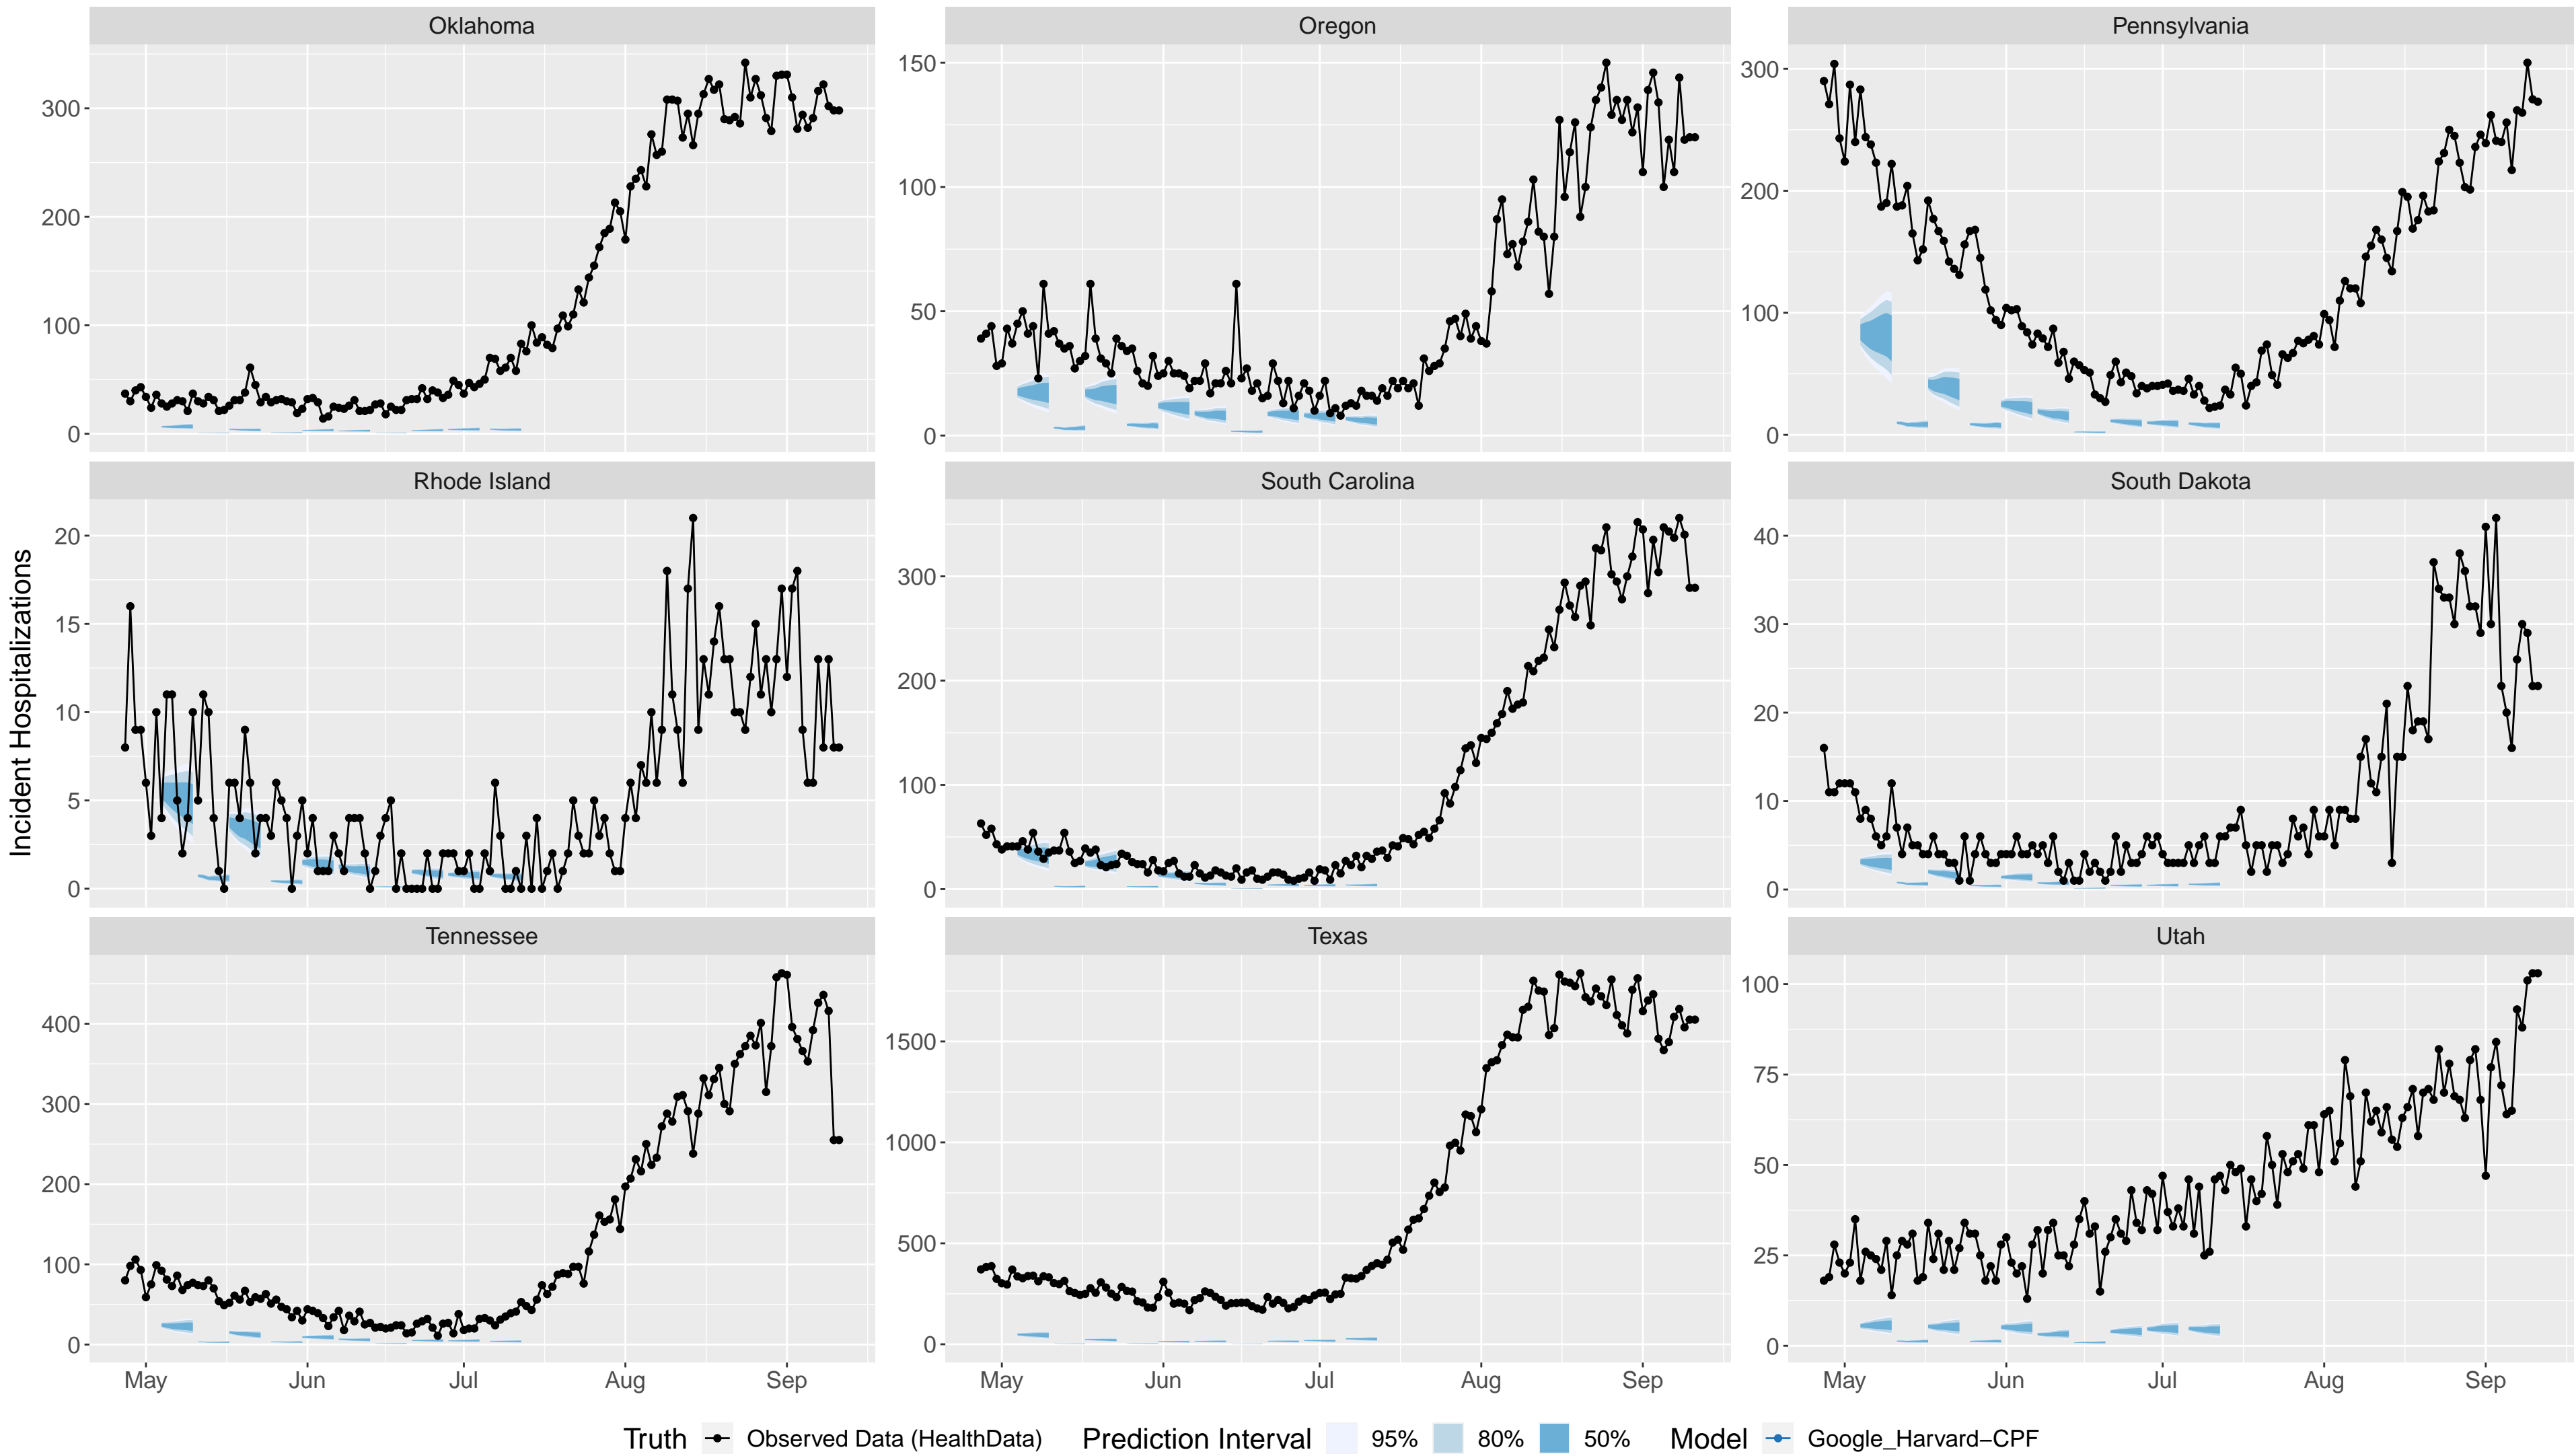 Oklahoma
Oregon
Pennsylvania
300
200
100
0
150
100
50
0
300
200
100
0
Rhode Island
South Carolina
South Dakota
Incident Hospitalizations
20
15
10
5
0
300
200
100
0
40
30
20
10
0
Tennessee
Texas
Utah
400
300
200
100
0
1500
1000
500
0
100
75
50
25
0
May Jun Jul Aug Sep
May Jun Jul Aug Sep
May Jun Jul Aug Sep
Truth Observed Data (HealthData) Prediction Interval 95% 80% 50% Model Google_Harvard−CPF